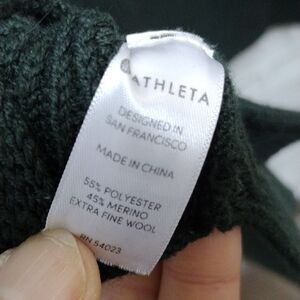 ATHLETA
DESIGNED IN
SAN FRANCISCO
MADE IN CHINA
55% POLYESTER
45% MERINO
EXTRA FINE WOOL
RN 54023